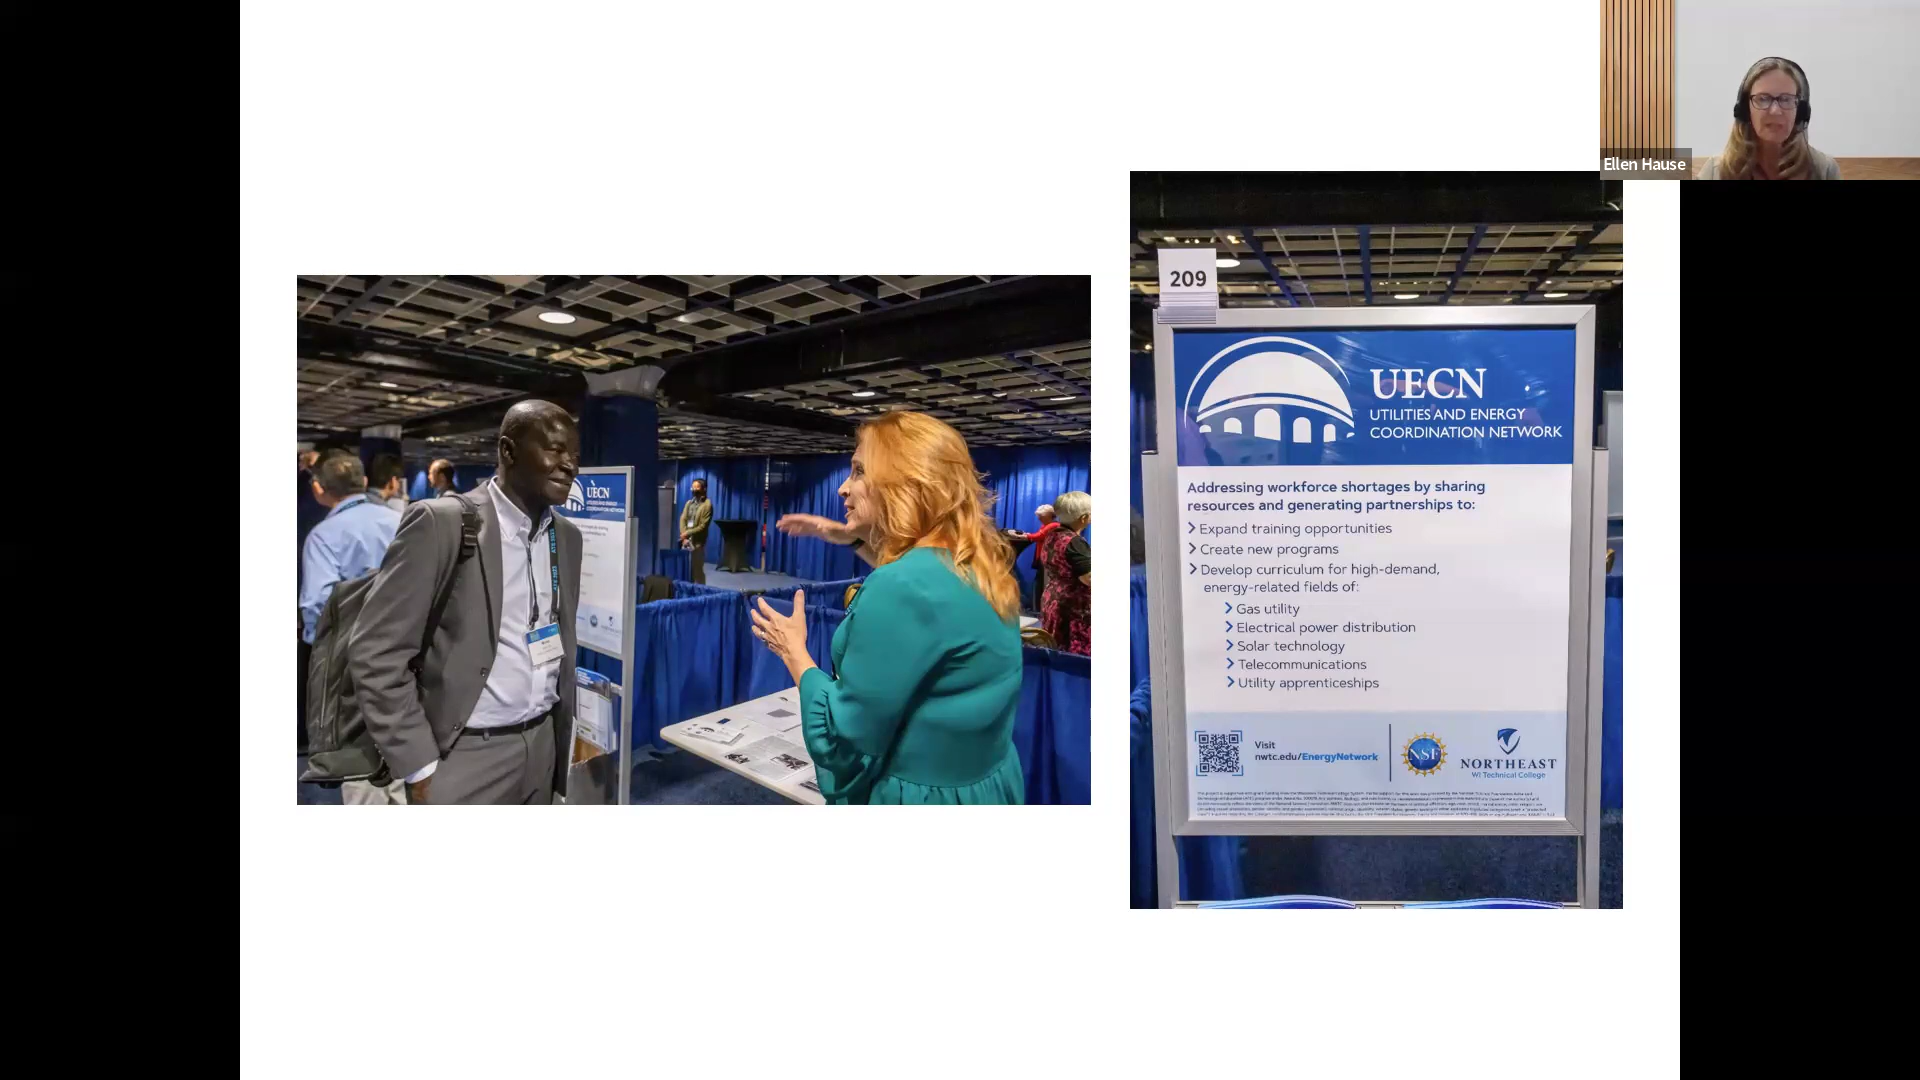 Ellen Hause
209
UECN
UTILITIES AND ENERGY
COORDINATION NETWORK
Addressing workforce shortages by sharing
resources and generating partnerships to:
Expand training opportunities
Create new programs
Develop curriculum for high-demand,
energy-related fields of:
Gas utility
Electrical power distribution
Solar technology
Telecommunications
Utility apprenticeships
Visit
nwtc.edu/EnergyNetwork
NSF
NORTHEAST
WI Technical College
UECN